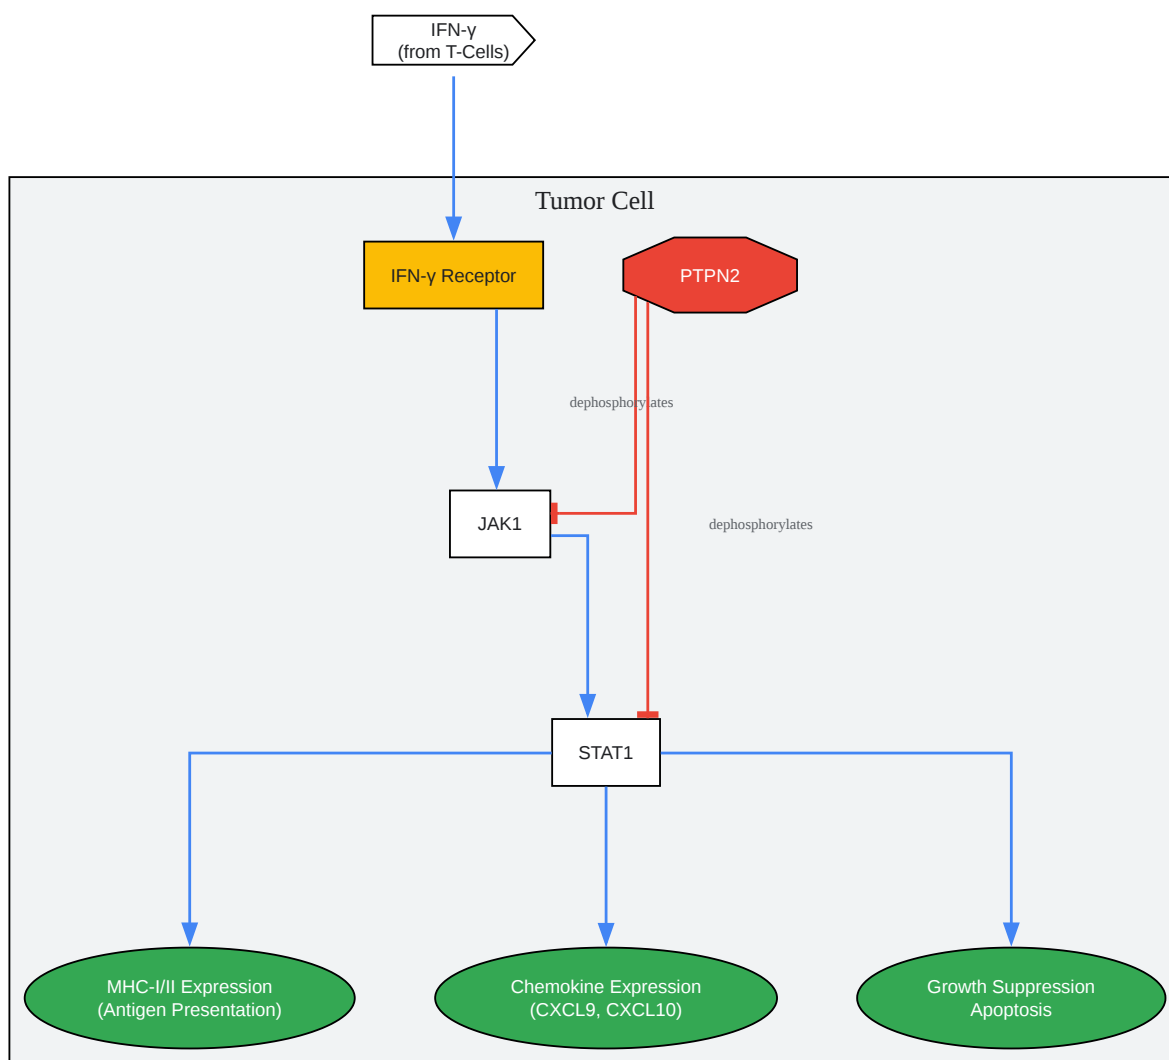 IFN-γ
(from T-Cells)
Tumor Cell
IFN-γ Receptor
PTPN2
dephosphorylates
JAK1
dephosphorylates
STAT1
MHC-I/II Expression
(Antigen Presentation)
Chemokine Expression
(CXCL9, CXCL10)
Growth Suppression
Apoptosis